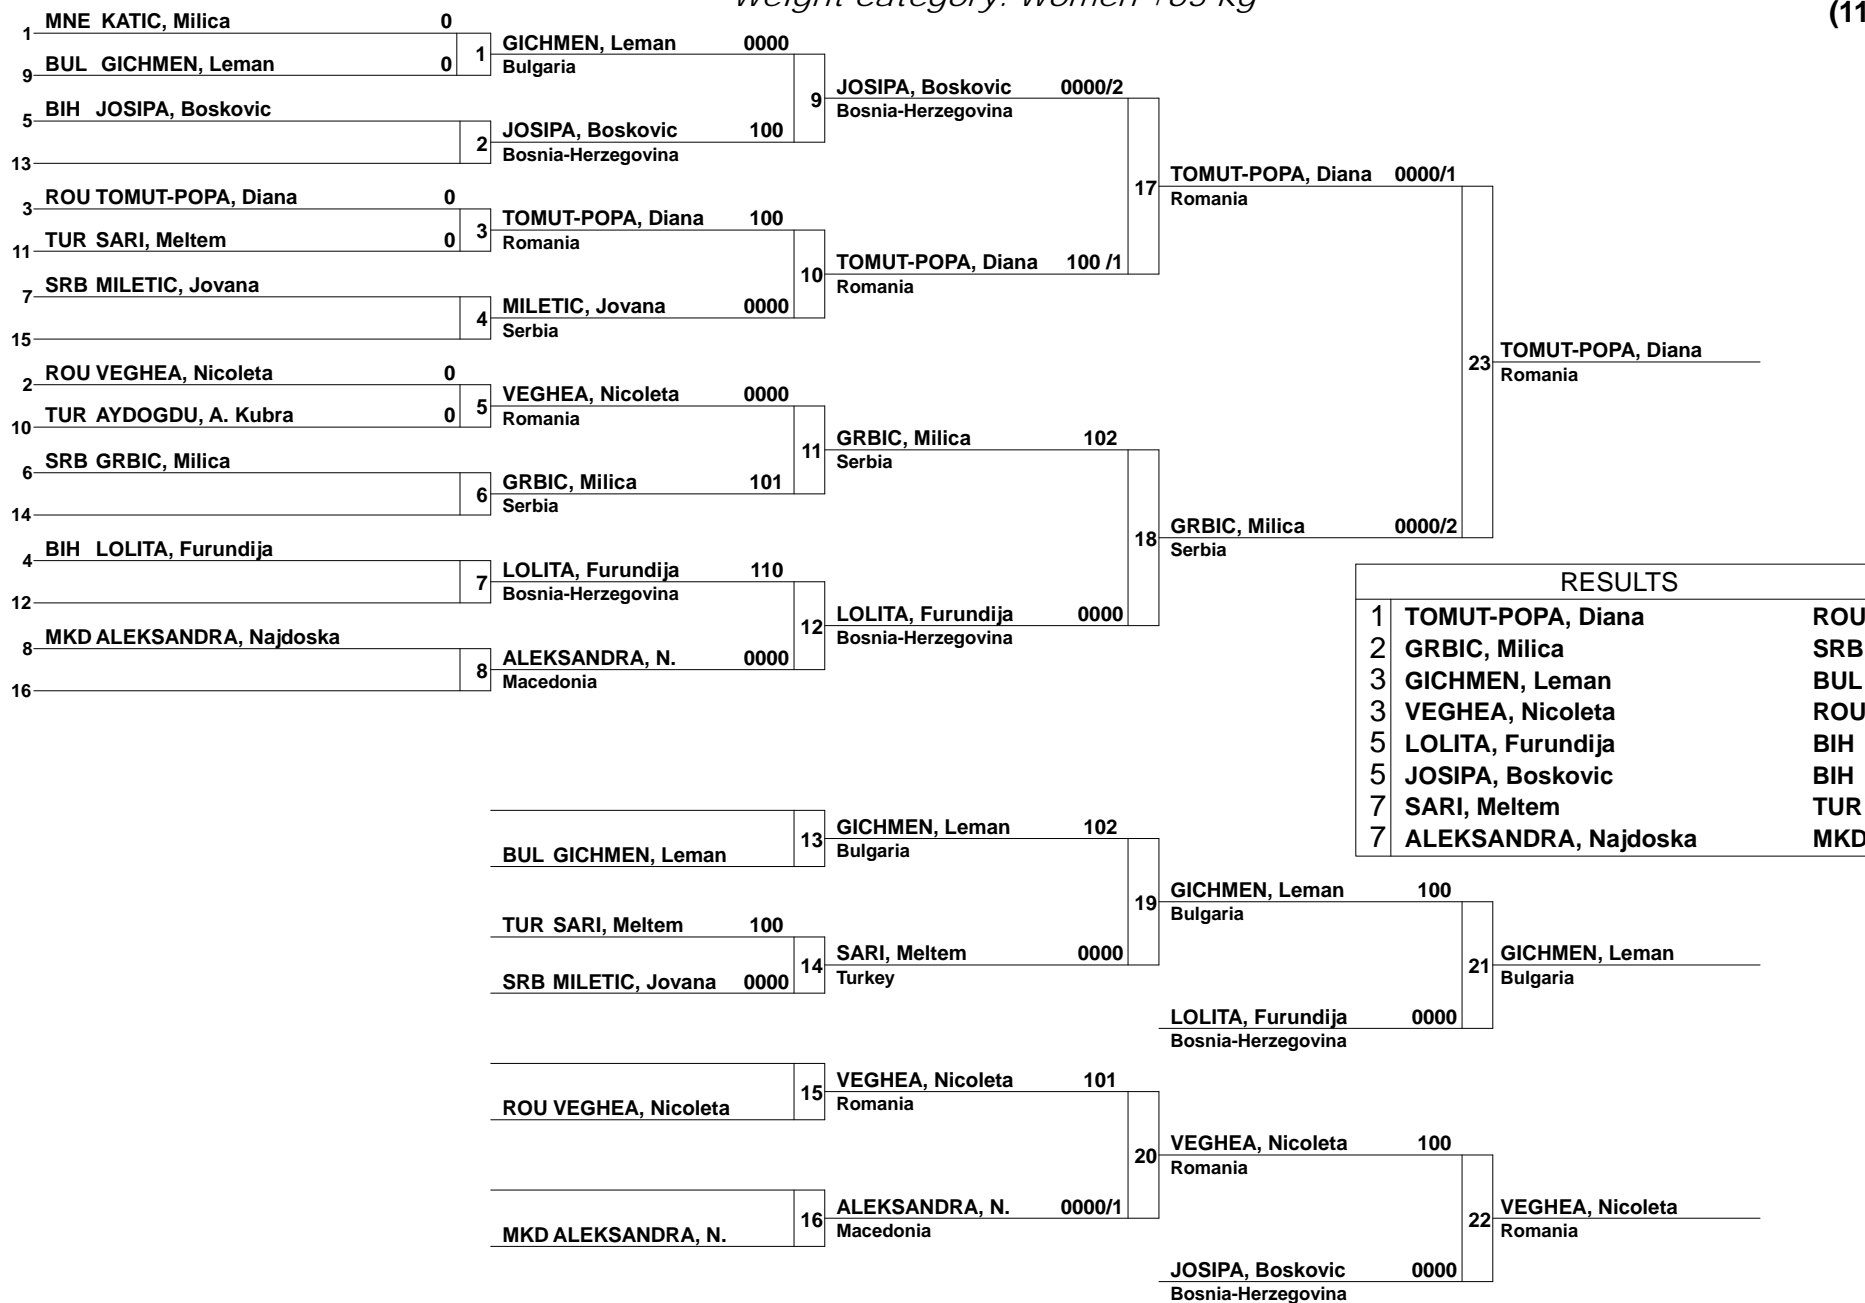 (11
1 MNE KATIC, Milica 0
9 BUL GICHMEN, Leman 0
1 GICHMEN, Leman 0000
Bulgaria
5 BIH JOSIPA, Boskovic
13
2 JOSIPA, Boskovic 100
Bosnia-Herzegovina
9 JOSIPA, Boskovic 0000/2
Bosnia-Herzegovina
3 ROU TOMUT-POPA, Diana 0
11 TUR SARI, Meltem 0
3 TOMUT-POPA, Diana 100
Romania
7 SRB MILETIC, Jovana
15
4 MILETIC, Jovana 0000
Serbia
10 TOMUT-POPA, Diana 100 /1
Romania
17 TOMUT-POPA, Diana 0000/1
Romania
2 ROU VEGHEA, Nicoleta 0
10 TUR AYDOGDU, A. Kubra 0
5 VEGHEA, Nicoleta 0000
Romania
6 SRB GRBIC, Milica
14
6 GRBIC, Milica 101
Serbia
11 GRBIC, Milica 102
Serbia
4 BIH LOLITA, Furundija
12
7 LOLITA, Furundija 110
Bosnia-Herzegovina
8 MKD ALEKSANDRA, Najdoska
16
8 ALEKSANDRA, N. 0000
Macedonia
12 LOLITA, Furundija 0000
Bosnia-Herzegovina
18 GRBIC, Milica 0000/2
Serbia
23 TOMUT-POPA, Diana
Romania
RESULTS
1 TOMUT-POPA, Diana ROU
2 GRBIC, Milica SRB
3 GICHMEN, Leman BUL
3 VEGHEA, Nicoleta ROU
5 LOLITA, Furundija BIH
5 JOSIPA, Boskovic BIH
7 SARI, Meltem TUR
7 ALEKSANDRA, Najdoska MKD
BUL GICHMEN, Leman
13 GICHMEN, Leman 102
Bulgaria
TUR SARI, Meltem 100
SRB MILETIC, Jovana 0000
14 SARI, Meltem 0000
Turkey
19 GICHMEN, Leman 100
Bulgaria
LOLITA, Furundija 0000
Bosnia-Herzegovina
21 GICHMEN, Leman
Bulgaria
ROU VEGHEA, Nicoleta
15 VEGHEA, Nicoleta 101
Romania
MKD ALEKSANDRA, N.
16 ALEKSANDRA, N. 0000/1
Macedonia
20 VEGHEA, Nicoleta 100
Romania
JOSIPA, Boskovic 0000
Bosnia-Herzegovina
22 VEGHEA, Nicoleta
Romania